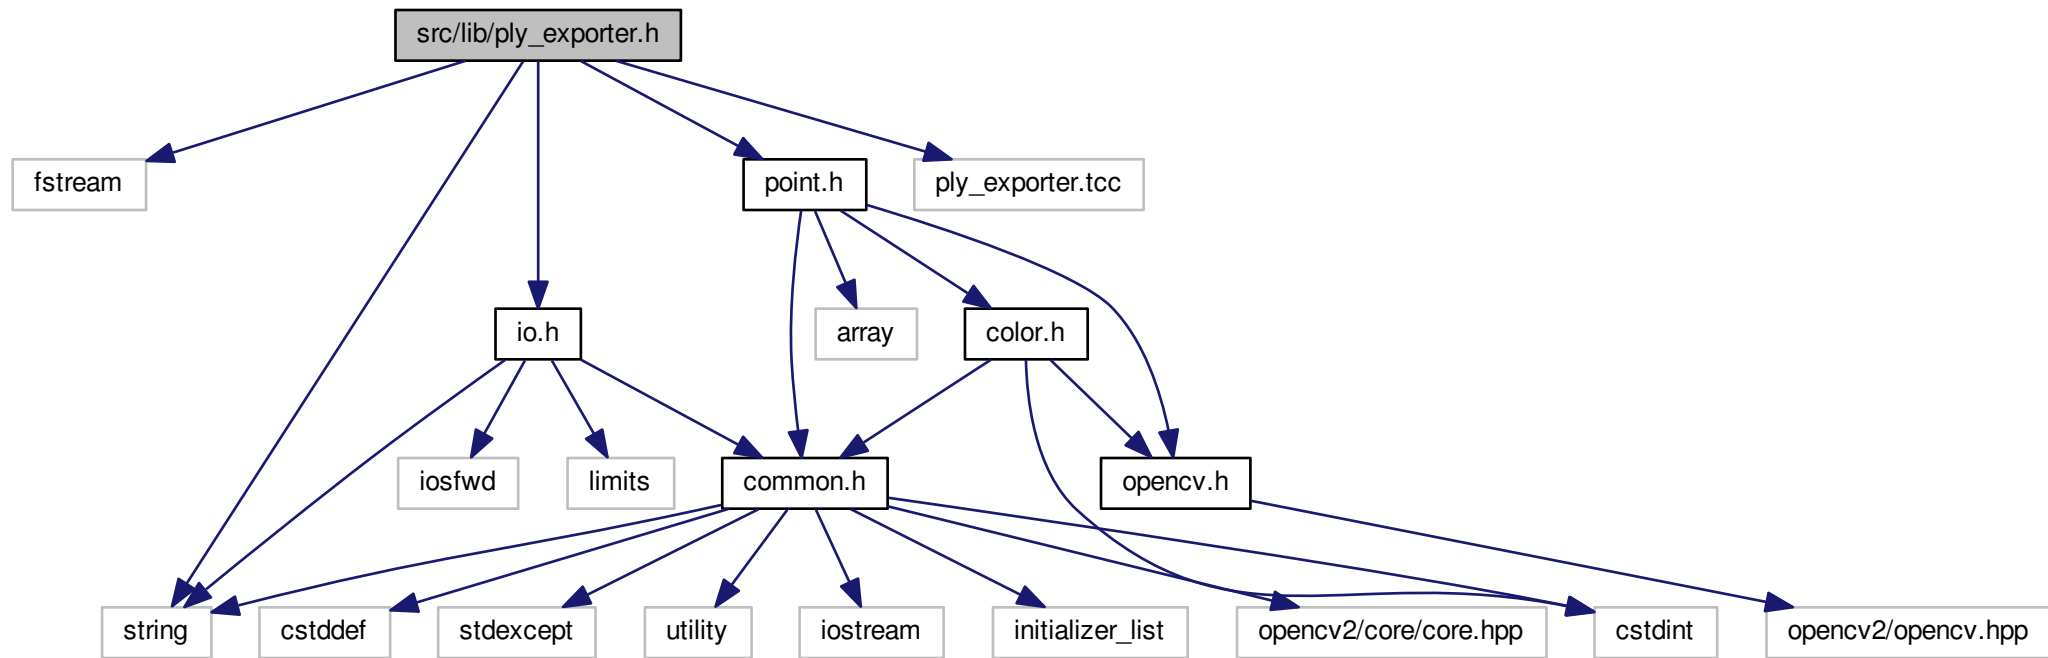 src/lib/ply_exporter.h
fstream
point.h
ply_exporter.tcc
io.h
array
color.h
iosfwd
limits
common.h
opencv.h
string
cstddef
stdexcept
utility
iostream
initializer_list
opencv2/core/core.hpp
cstdint
opencv2/opencv.hpp